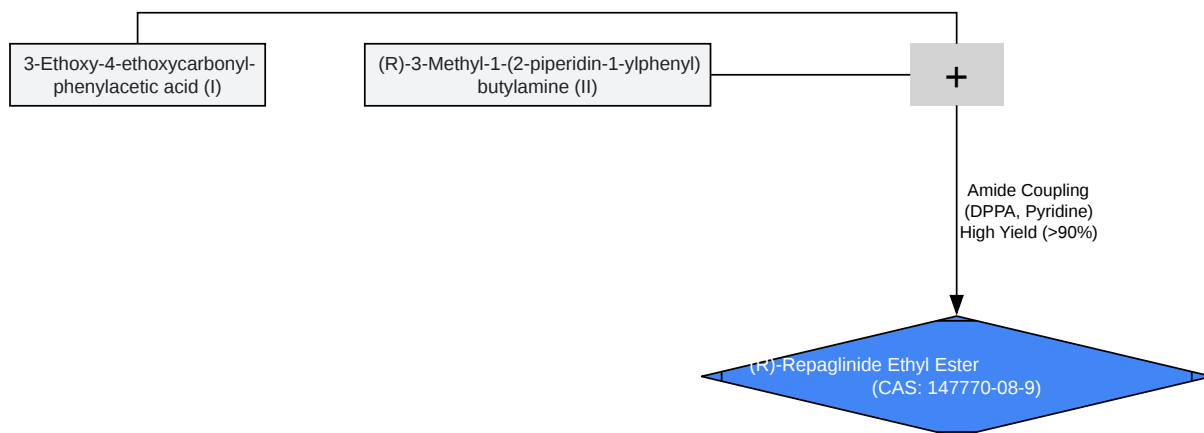 3-Ethoxy-4-ethoxycarbonyl-
phenylacetic acid (I)
(R)-3-Methyl-1-(2-piperidin-1-ylphenyl)
butylamine (II)
+
Amide Coupling
(DPPA, Pyridine)
High Yield (>90%)
(R)-Repaglinide Ethyl Ester
(CAS: 147770-08-9)